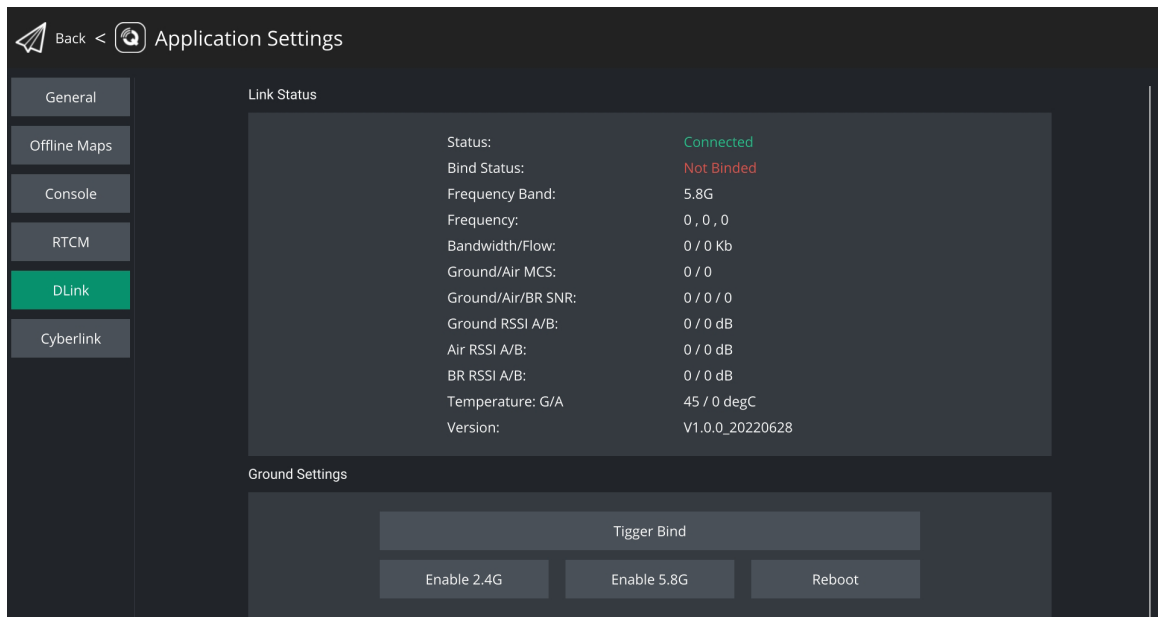 Back < Application Settings
General
Offline Maps
Console
RTCM
DLink
Cyberlink
Link Status
Status: Connected
Bind Status: Not Binded
Frequency Band: 5.8G
Frequency: 0 , 0 , 0
Bandwidth/Flow: 0 / 0 Kb
Ground/Air MCS: 0 / 0
Ground/Air/BR SNR: 0 / 0 / 0
Ground RSSI A/B: 0 / 0 dB
Air RSSI A/B: 0 / 0 dB
BR RSSI A/B: 0 / 0 dB
Temperature: G/A 45 / 0 degC
Version: V1.0.0_20220628
Ground Settings
Tigger Bind
Enable 2.4G Enable 5.8G Reboot